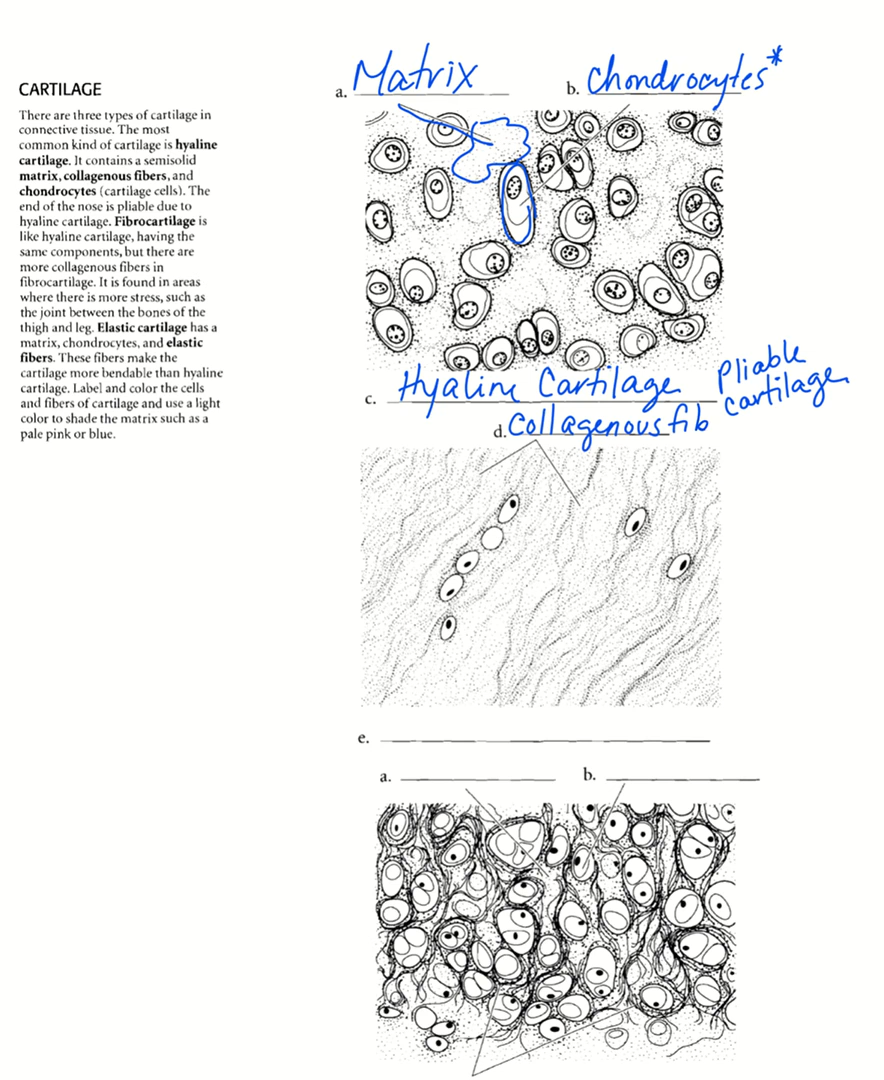 CARTILAGE
There are three types of cartilage in
connective tissue. The most
common kind of cartilage is hyaline
cartilage. It contains a semisolid
matrix, collagenous fibers, and
chondrocytes (cartilage cells). The
end of the nose is pliable due to
hyaline cartilage. Fibrocartilage is
like hyaline cartilage, having the
same components, but there are
more collagenous fibers in
fibrocartilage. It is found in areas
where there is more stress, such as
the joint between the bones of the
thigh and leg. Elastic cartilage has a
matrix, chondrocytes, and elastic
fibers. These fibers make the
cartilage more bendable than hyaline
cartilage. Label and color the cells
and fibers of cartilage and use a light
color to shade the matrix such as a
pale pink or blue.
a. Matrix
b. Chondrocytes*
c. Hyaline Cartilage
Pliable
cartilage
d. Collagenous fib
e.
a.
b.